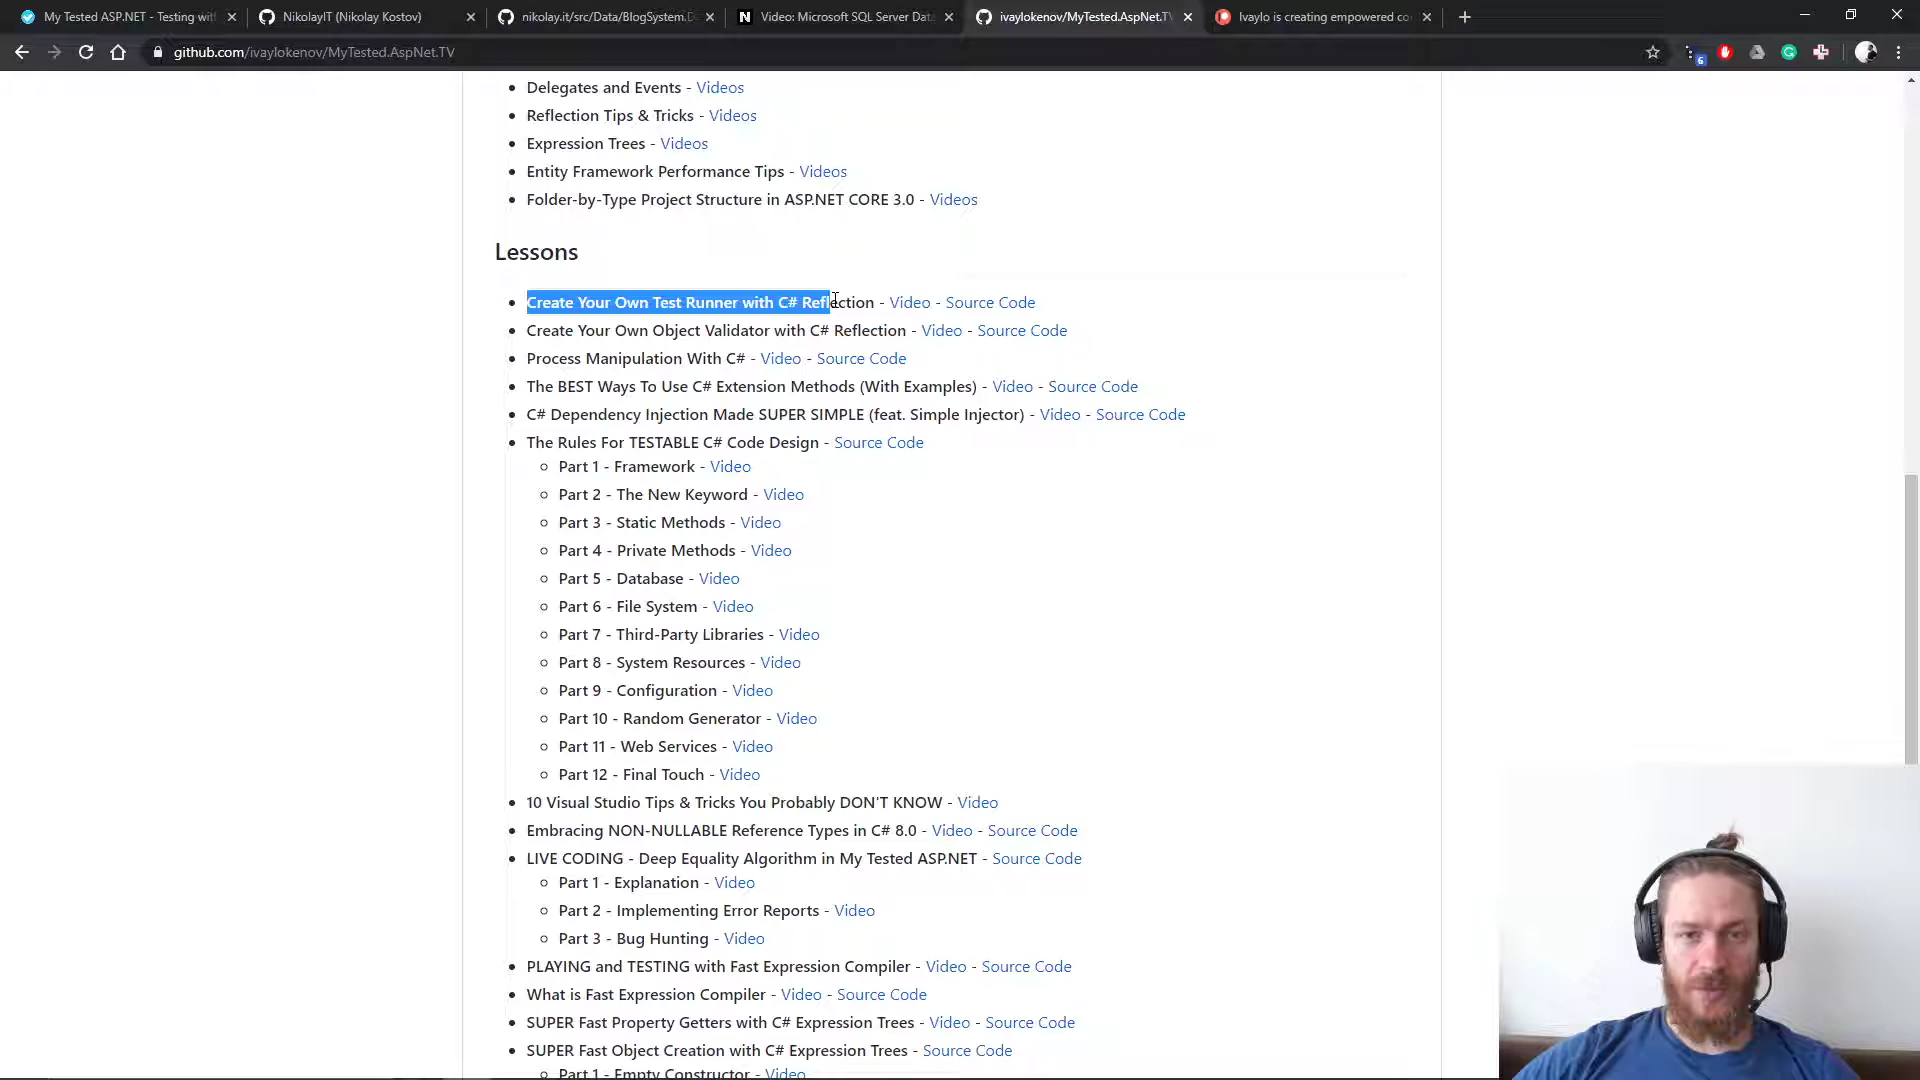 My Tested ASP.NET - Testing with
NikolayIT (Nikolay Kostov)
nikolay.it/src/Data/BlogSystem.D
N Video: Microsoft SQL Server Data
ivaylokenov/MyTested.AspNet.TV
Ivaylo is creating empowered co
github.com/ivaylokenov/MyTested.AspNet.TV
6
Delegates and Events - Videos
Reflection Tips & Tricks - Videos
Expression Trees - Videos
Entity Framework Performance Tips - Videos
Folder-by-Type Project Structure in ASP.NET CORE 3.0 - Videos
Lessons
Create Your Own Test Runner with C# Reflection - Video - Source Code
Create Your Own Object Validator with C# Reflection - Video - Source Code
Process Manipulation With C# - Video - Source Code
The BEST Ways To Use C# Extension Methods (With Examples) - Video - Source Code
C# Dependency Injection Made SUPER SIMPLE (feat. Simple Injector) - Video - Source Code
The Rules For TESTABLE C# Code Design - Source Code
Part 1 - Framework - Video
Part 2 - The New Keyword - Video
Part 3 - Static Methods - Video
Part 4 - Private Methods - Video
Part 5 - Database - Video
Part 6 - File System - Video
Part 7 - Third-Party Libraries - Video
Part 8 - System Resources - Video
Part 9 - Configuration - Video
Part 10 - Random Generator - Video
Part 11 - Web Services - Video
Part 12 - Final Touch - Video
10 Visual Studio Tips & Tricks You Probably DON'T KNOW - Video
Embracing NON-NULLABLE Reference Types in C# 8.0 - Video - Source Code
LIVE CODING - Deep Equality Algorithm in My Tested ASP.NET - Source Code
Part 1 - Explanation - Video
Part 2 - Implementing Error Reports - Video
Part 3 - Bug Hunting - Video
PLAYING and TESTING with Fast Expression Compiler - Video - Source Code
What is Fast Expression Compiler - Video - Source Code
SUPER Fast Property Getters with C# Expression Trees - Video - Source Code
SUPER Fast Object Creation with C# Expression Trees - Source Code
Part 1 - Empty Constructor - Video